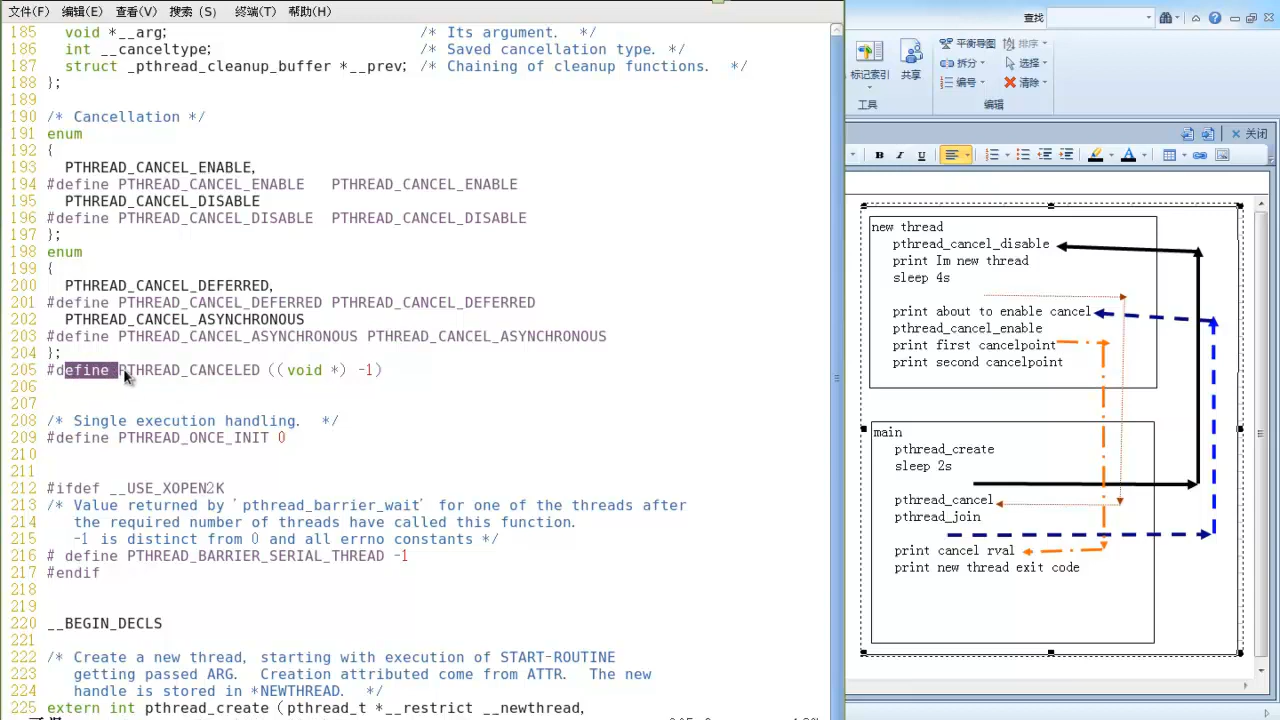 文件(F) 编辑(E) 查看(V) 搜索 (S) 终端(T) 帮助(H)
185 void *__arg; /* Its argument. */
186 int __canceltype; /* Saved cancellation type. */
187 struct _pthread_cleanup_buffer *__prev; /* Chaining of cleanup functions. */
188 };
189
190 /* Cancellation */
191 enum
192 {
193 PTHREAD_CANCEL_ENABLE,
194 #define PTHREAD_CANCEL_ENABLE PTHREAD_CANCEL_ENABLE
195 PTHREAD_CANCEL_DISABLE
196 #define PTHREAD_CANCEL_DISABLE PTHREAD_CANCEL_DISABLE
197 };
198 enum
199 {
200 PTHREAD_CANCEL_DEFERRED,
201 #define PTHREAD_CANCEL_DEFERRED PTHREAD_CANCEL_DEFERRED
202 PTHREAD_CANCEL_ASYNCHRONOUS
203 #define PTHREAD_CANCEL_ASYNCHRONOUS PTHREAD_CANCEL_ASYNCHRONOUS
204 };
205 #define PTHREAD_CANCELED ((void *) -1)
206
207
208 /* Single execution handling. */
209 #define PTHREAD_ONCE_INIT 0
210
211
212 #ifdef __USE_XOPEN2K
213 /* Value returned by 'pthread_barrier_wait' for one of the threads after
214 the required number of threads have called this function.
215 -1 is distinct from 0 and all errno constants */
216 # define PTHREAD_BARRIER_SERIAL_THREAD -1
217 #endif
218
219
220 __BEGIN_DECLS
221
222 /* Create a new thread, starting with execution of START-ROUTINE
223 getting passed ARG. Creation attributed come from ATTR. The new
224 handle is stored in *NEWTHREAD. */
225 extern int pthread_create (pthread_t *__restrict __newthread,
查找
标记索引 共享
工具
平衡导图 排序
拆分 选择
编号 清除
编辑
关闭
B I U A
new thread
pthread_cancel_disable
print Im new thread
sleep 4s
print about to enable cancel
pthread_cancel_enable
print first cancelpoint
print second cancelpoint
main
pthread_create
sleep 2s
pthread_cancel
pthread_join
print cancel rval
print new thread exit code